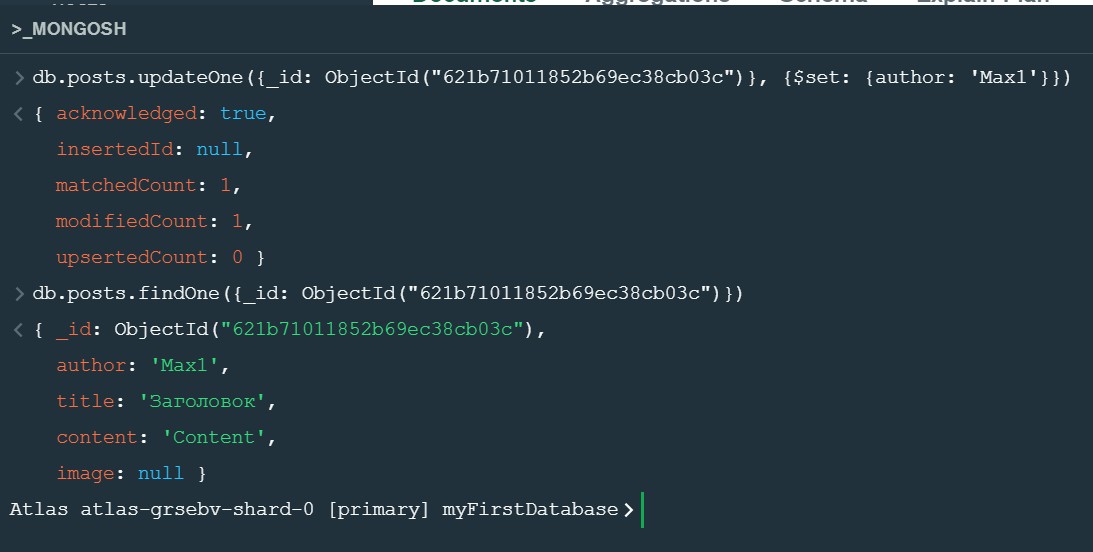 Documents Aggregations Schema Explain Plan
>_MONGOSH
> db.posts.updateOne({_id: ObjectId("621b71011852b69ec38cb03c")}, {$set: {author: 'Max1'}})
< { acknowledged: true,
insertedId: null,
matchedCount: 1,
modifiedCount: 1,
upsertedCount: 0 }
> db.posts.findOne({_id: ObjectId("621b71011852b69ec38cb03c")})
< { _id: ObjectId("621b71011852b69ec38cb03c"),
author: 'Max1',
title: 'Заголовок',
content: 'Content',
image: null }
Atlas atlas-grsebv-shard-0 [primary] myFirstDatabase>